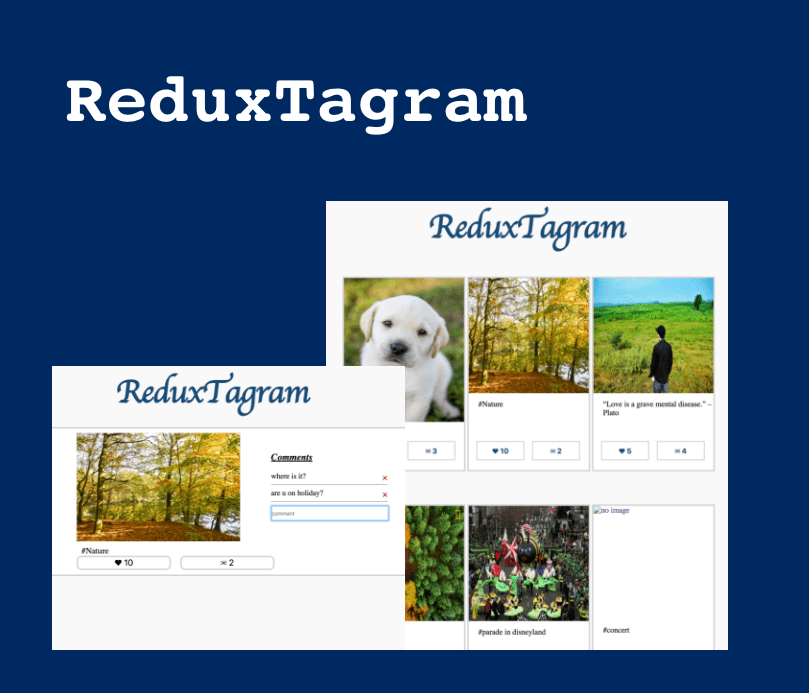 ReduxTagram
ReduxTagram
#Nature
“Love is a grave mental disease.” –
Plato
✉ 3
♥ 10
✉ 2
♥ 5
✉ 4
no image
#parade in disneyland
#concert
ReduxTagram
Comments
where is it?
×
are u on holiday?
×
comment
#Nature
♥ 10
✉ 2